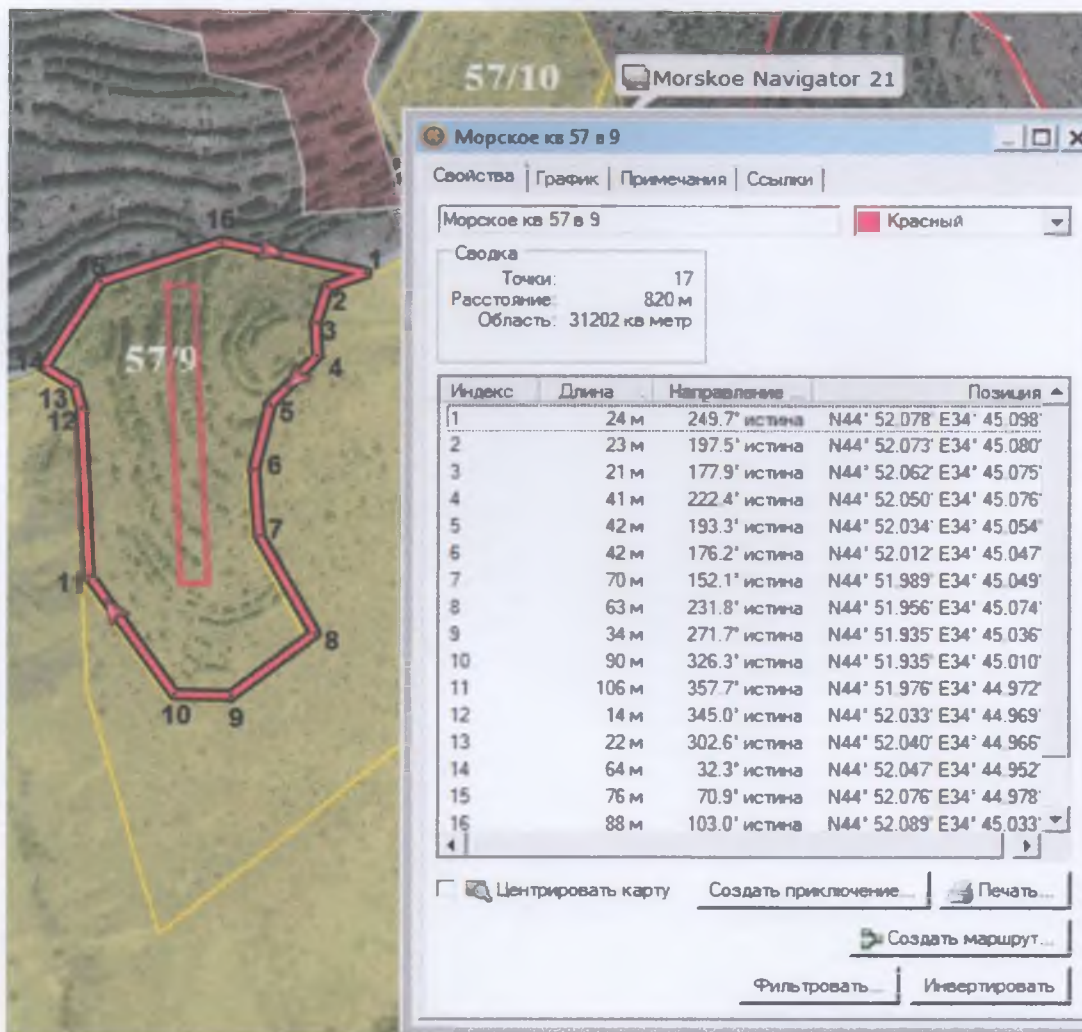 57/10
Morskoe Navigator 21
Морское кв 57 в 9
Свойства График Примечания Ссылки
Морское кв 57 в 9 Красный
Сводка
Точки: 17
Расстояние: 820 м
Область: 31202 кв метр
Индекс Длина Направление Позиция
1 24 м 249.7° истина N44° 52.078' E34° 45.098'
2 23 м 197.5° истина N44° 52.073' E34° 45.080'
3 21 м 177.9° истина N44° 52.062' E34° 45.075'
4 41 м 222.4° истина N44° 52.050' E34° 45.076'
5 42 м 193.3° истина N44° 52.034' E34° 45.054'
6 42 м 176.2° истина N44° 52.012' E34° 45.047'
7 70 м 152.1° истина N44° 51.989' E34° 45.049'
8 63 м 231.8° истина N44° 51.956' E34° 45.074'
9 34 м 271.7° истина N44° 51.935' E34° 45.036'
10 90 м 326.3° истина N44° 51.935' E34° 45.010'
11 106 м 357.7° истина N44° 51.976' E34° 44.972'
12 14 м 345.0° истина N44° 52.033' E34° 44.969'
13 22 м 302.6° истина N44° 52.040' E34° 44.966'
14 64 м 32.3° истина N44° 52.047' E34° 44.952'
15 76 м 70.9° истина N44° 52.076' E34° 44.978'
16 88 м 103.0° истина N44° 52.089' E34° 45.033'
Центрировать карту Создать приключение... Печать...
Создать маршрут...
Фильтровать... Инвертировать
16
1
2
3
4
57/9
14
13
12
5
6
7
11
8
10
9